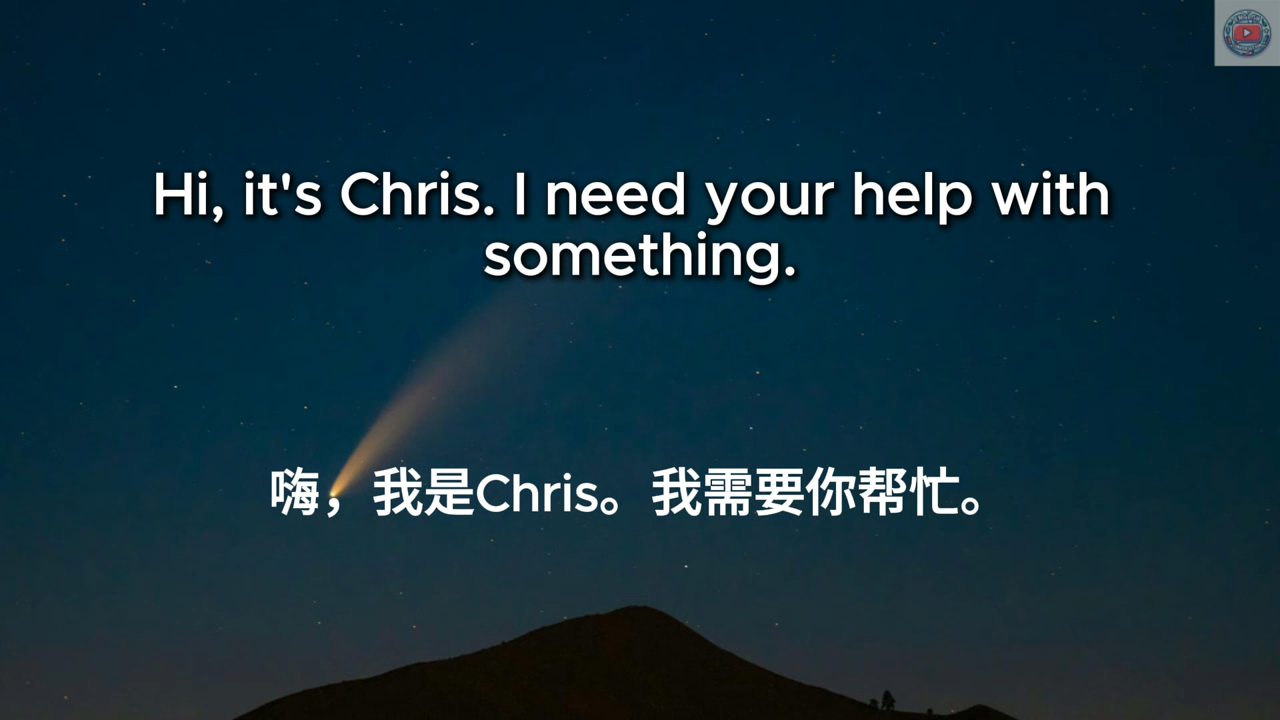 Hi, it's Chris. I need your help with
something.
嗨，我是Chris。我需要你帮忙。